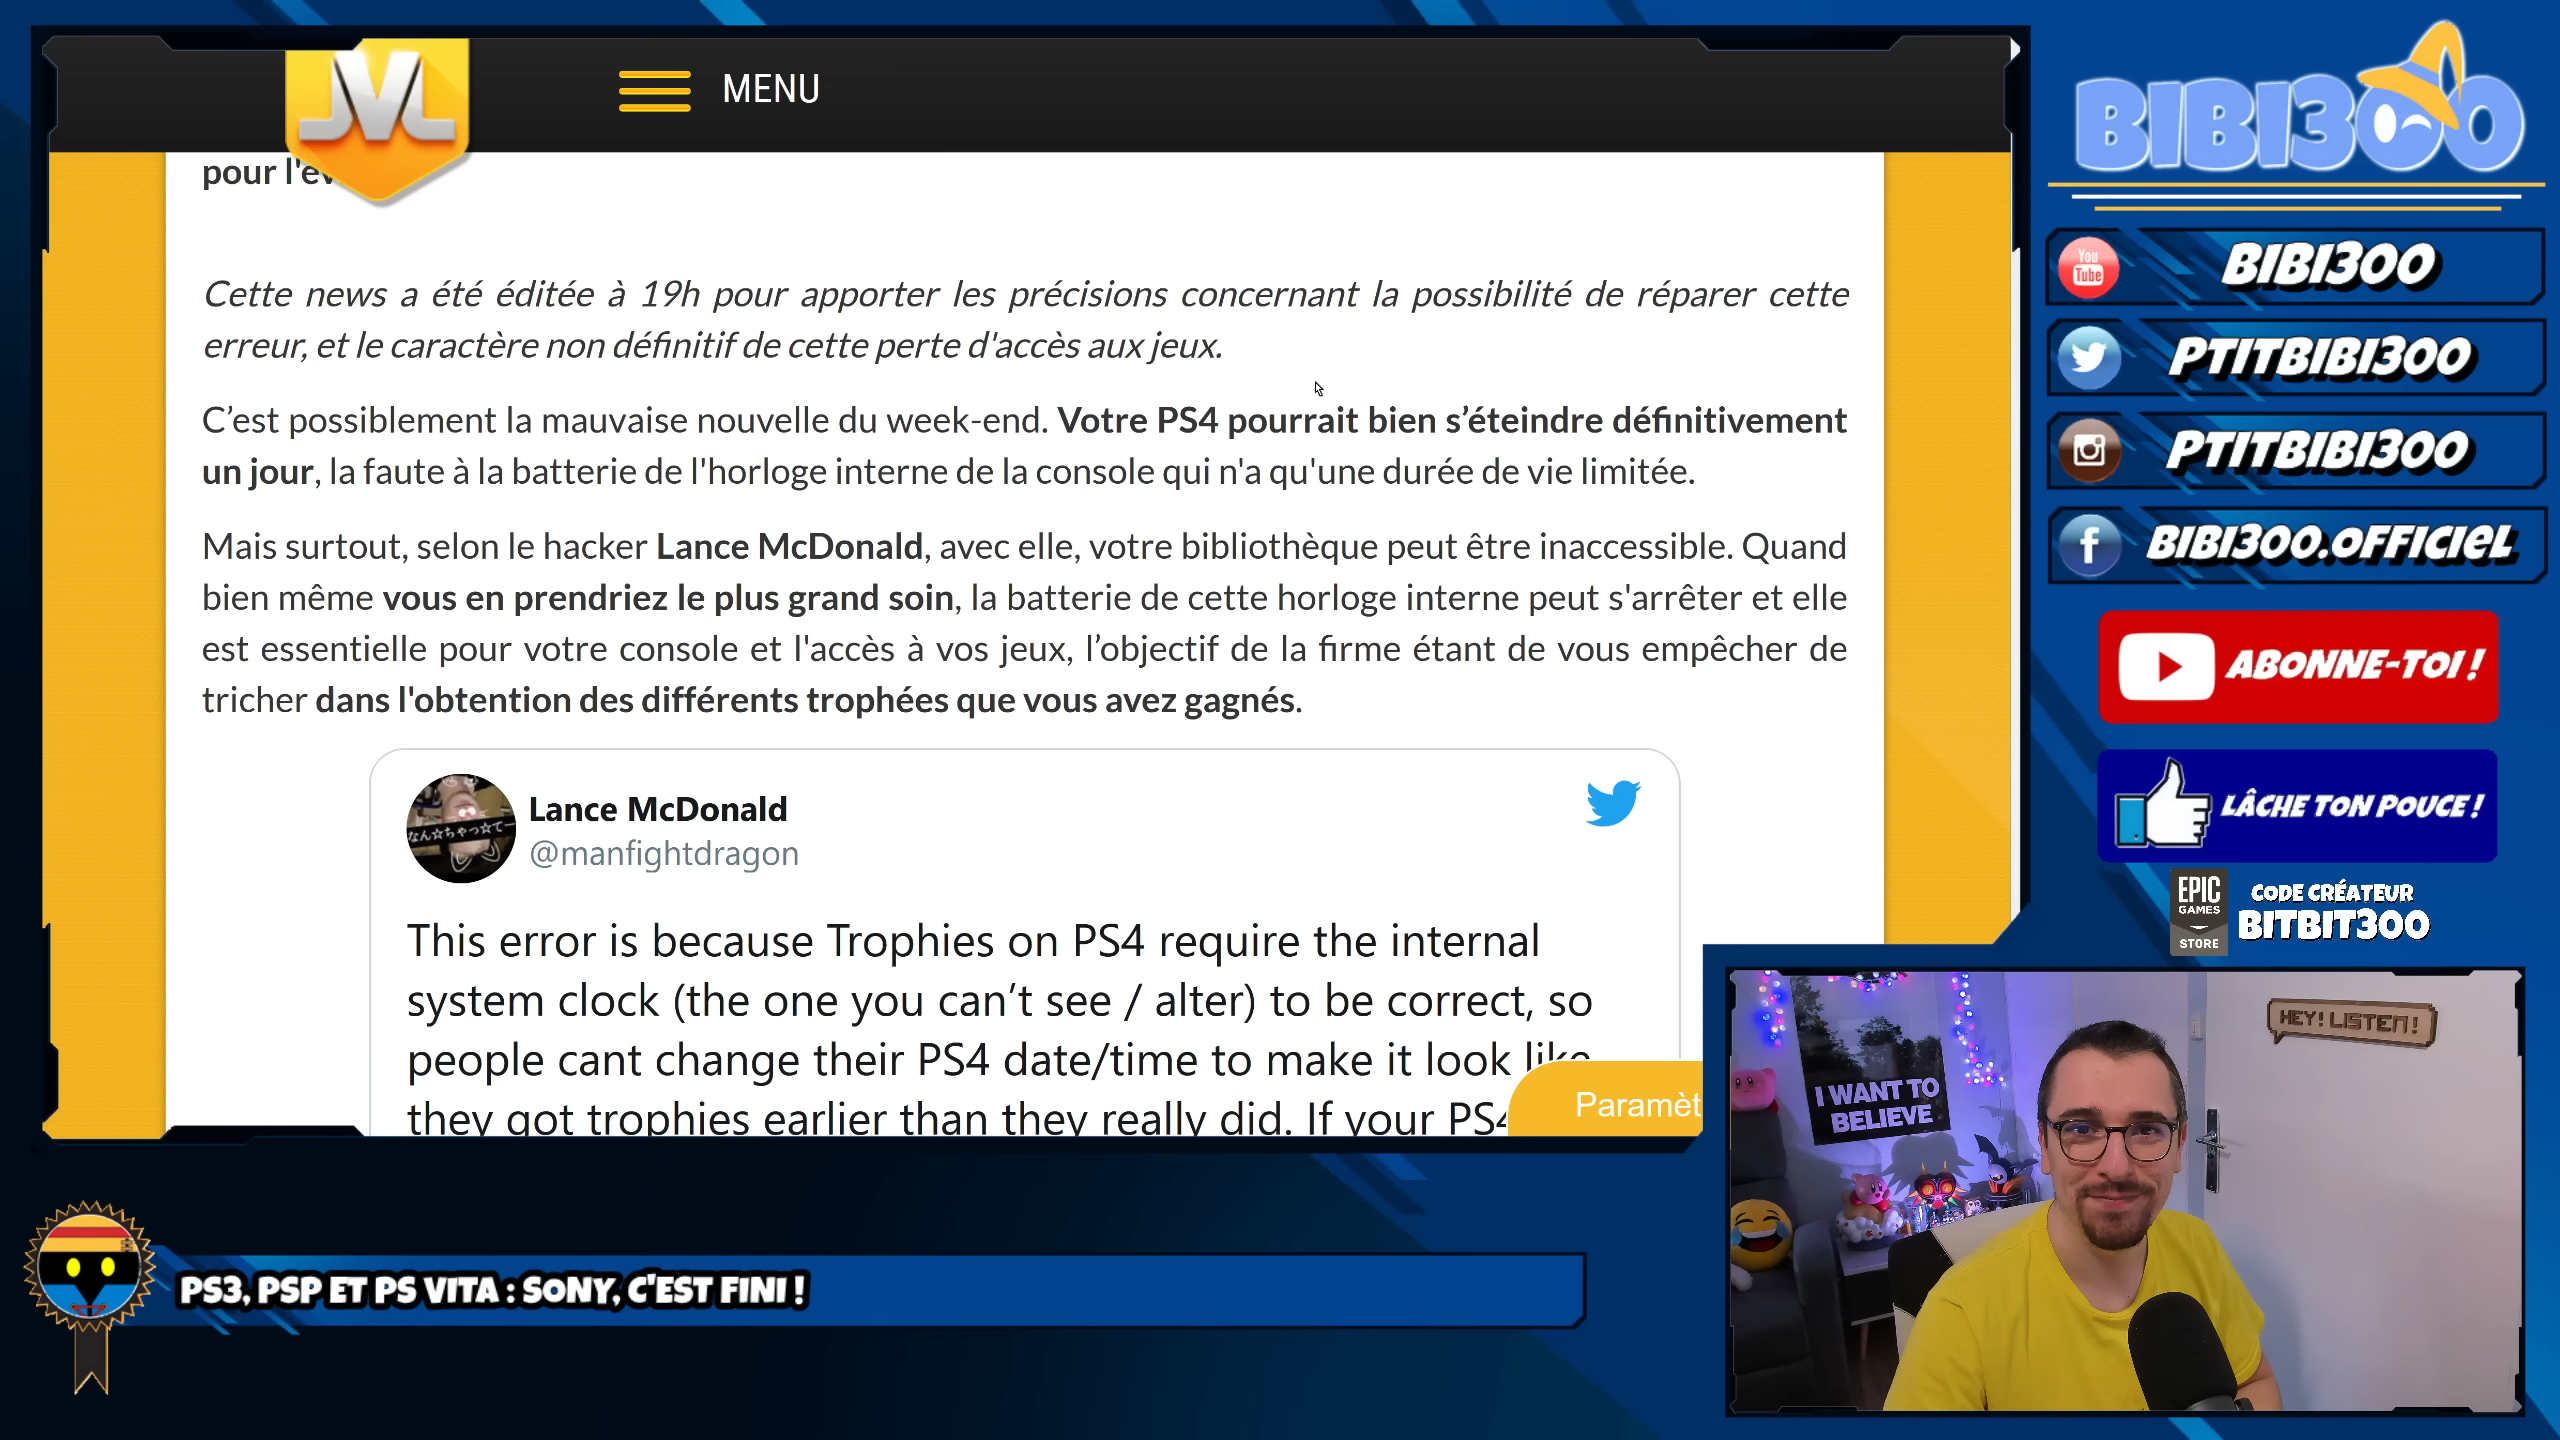 JVL
MENU
pour l'év
Cette news a été éditée à 19h pour apporter les précisions concernant la possibilité de réparer cette
erreur, et le caractère non définitif de cette perte d'accès aux jeux.
C’est possiblement la mauvaise nouvelle du week-end. Votre PS4 pourrait bien s’éteindre définitivement
un jour, la faute à la batterie de l'horloge interne de la console qui n'a qu'une durée de vie limitée.
Mais surtout, selon le hacker Lance McDonald, avec elle, votre bibliothèque peut être inaccessible. Quand
bien même vous en prendriez le plus grand soin, la batterie de cette horloge interne peut s'arrêter et elle
est essentielle pour votre console et l'accès à vos jeux, l’objectif de la firme étant de vous empêcher de
tricher dans l'obtention des différents trophées que vous avez gagnés.
なん☆ちゃっ☆てー
Lance McDonald
@manfightdragon
This error is because Trophies on PS4 require the internal
system clock (the one you can’t see / alter) to be correct, so
people cant change their PS4 date/time to make it look like
they got trophies earlier than they really did. If your PS4
Paramèt
PS3, PSP ET PS VITA : SONY, C'EST FINI !
BIBI300
You
Tube
BIBI300
PTITBIBI300
PTITBIBI300
f
BIBI300.OFFICIEL
ABONNE-TOI !
LÂCHE TON POUCE !
EPIC
GAMES
STORE
CODE CRÉATEUR
BITBIT300
I WANT TO
BELIEVE
HEY! LISTEN!